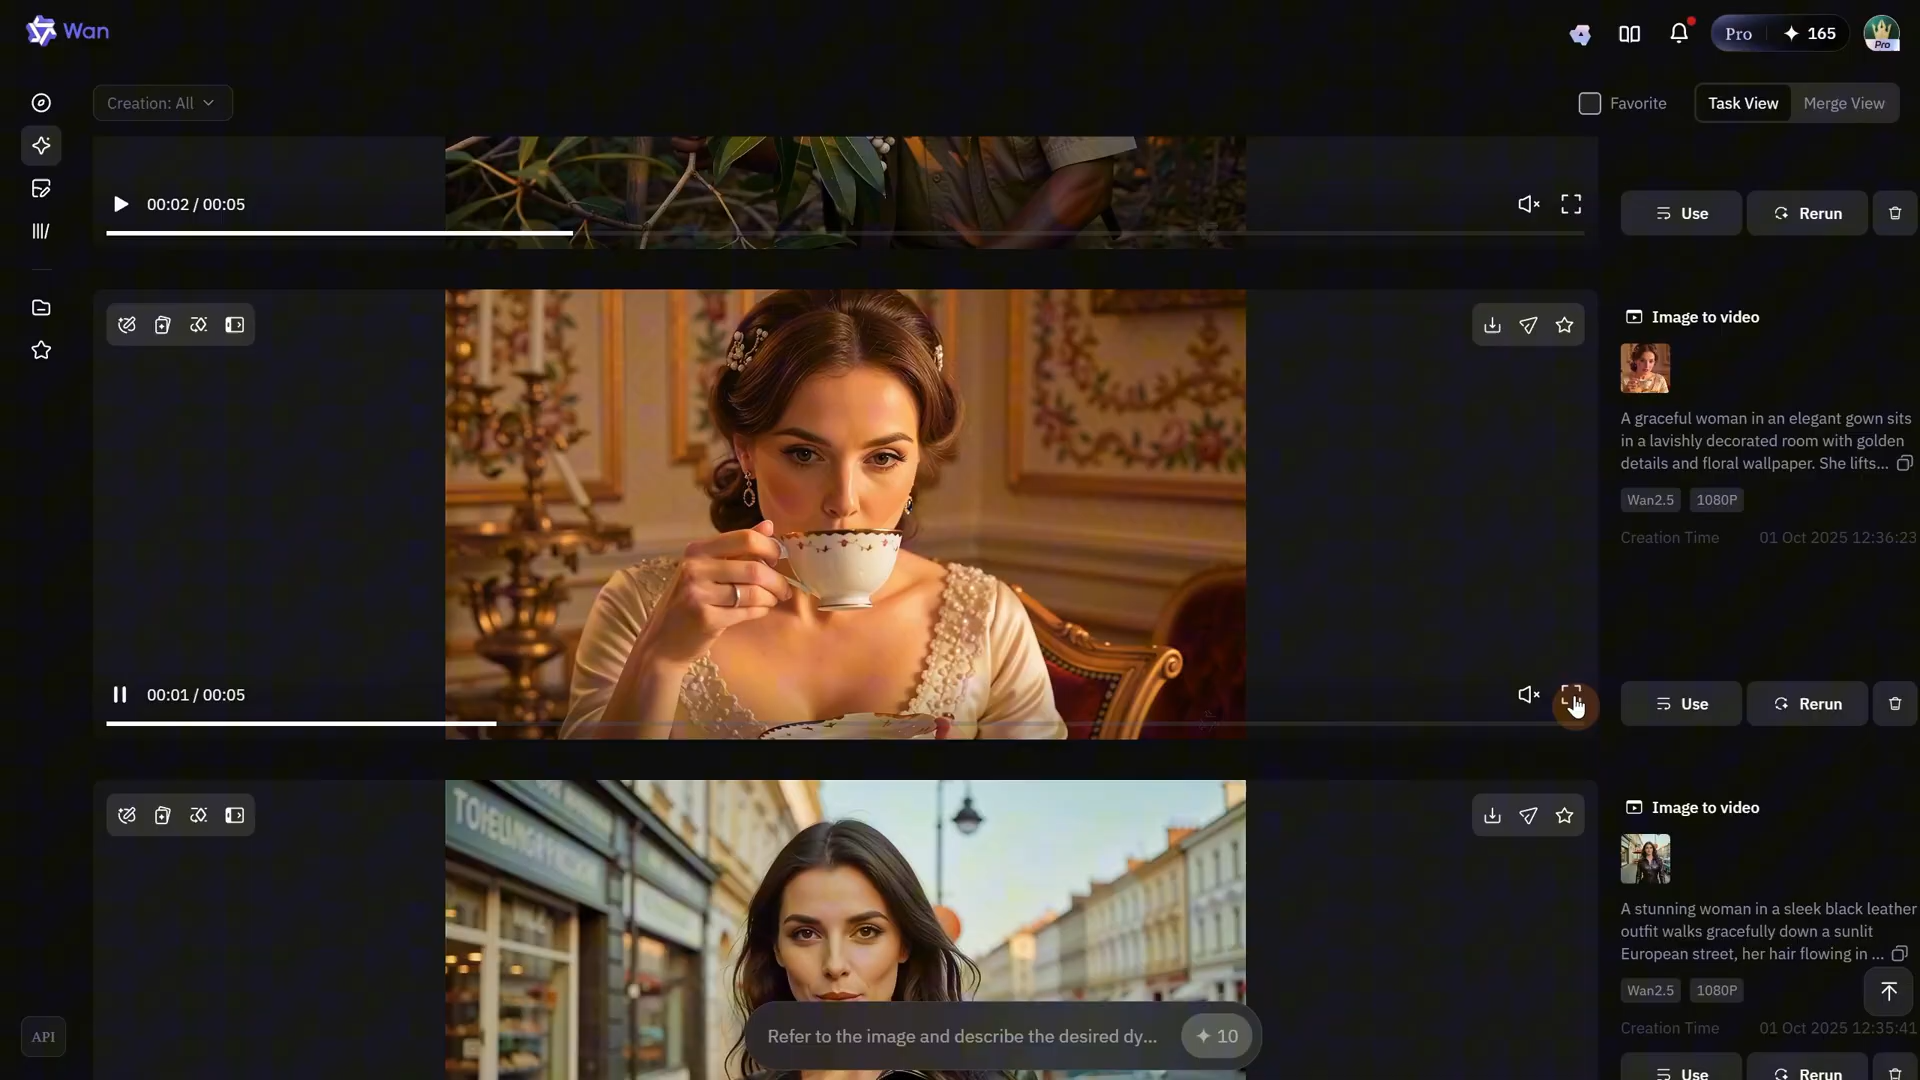 Wan
Pro
165
Pro
Creation: All
Favorite
Task View
Merge View
00:02 / 00:05
Use
Rerun
Image to video
A graceful woman in an elegant gown sits
in a lavishly decorated room with golden
details and floral wallpaper. She lifts...
Wan2.5
1080P
Creation Time
01 Oct 2025 12:36:23
00:01 / 00:05
Use
Rerun
Image to video
A stunning woman in a sleek black leather
outfit walks gracefully down a sunlit
European street, her hair flowing in ...
Wan2.5
1080P
Creation Time
01 Oct 2025 12:35:41
Refer to the image and describe the desired dy...
10
API
Use
Rerun